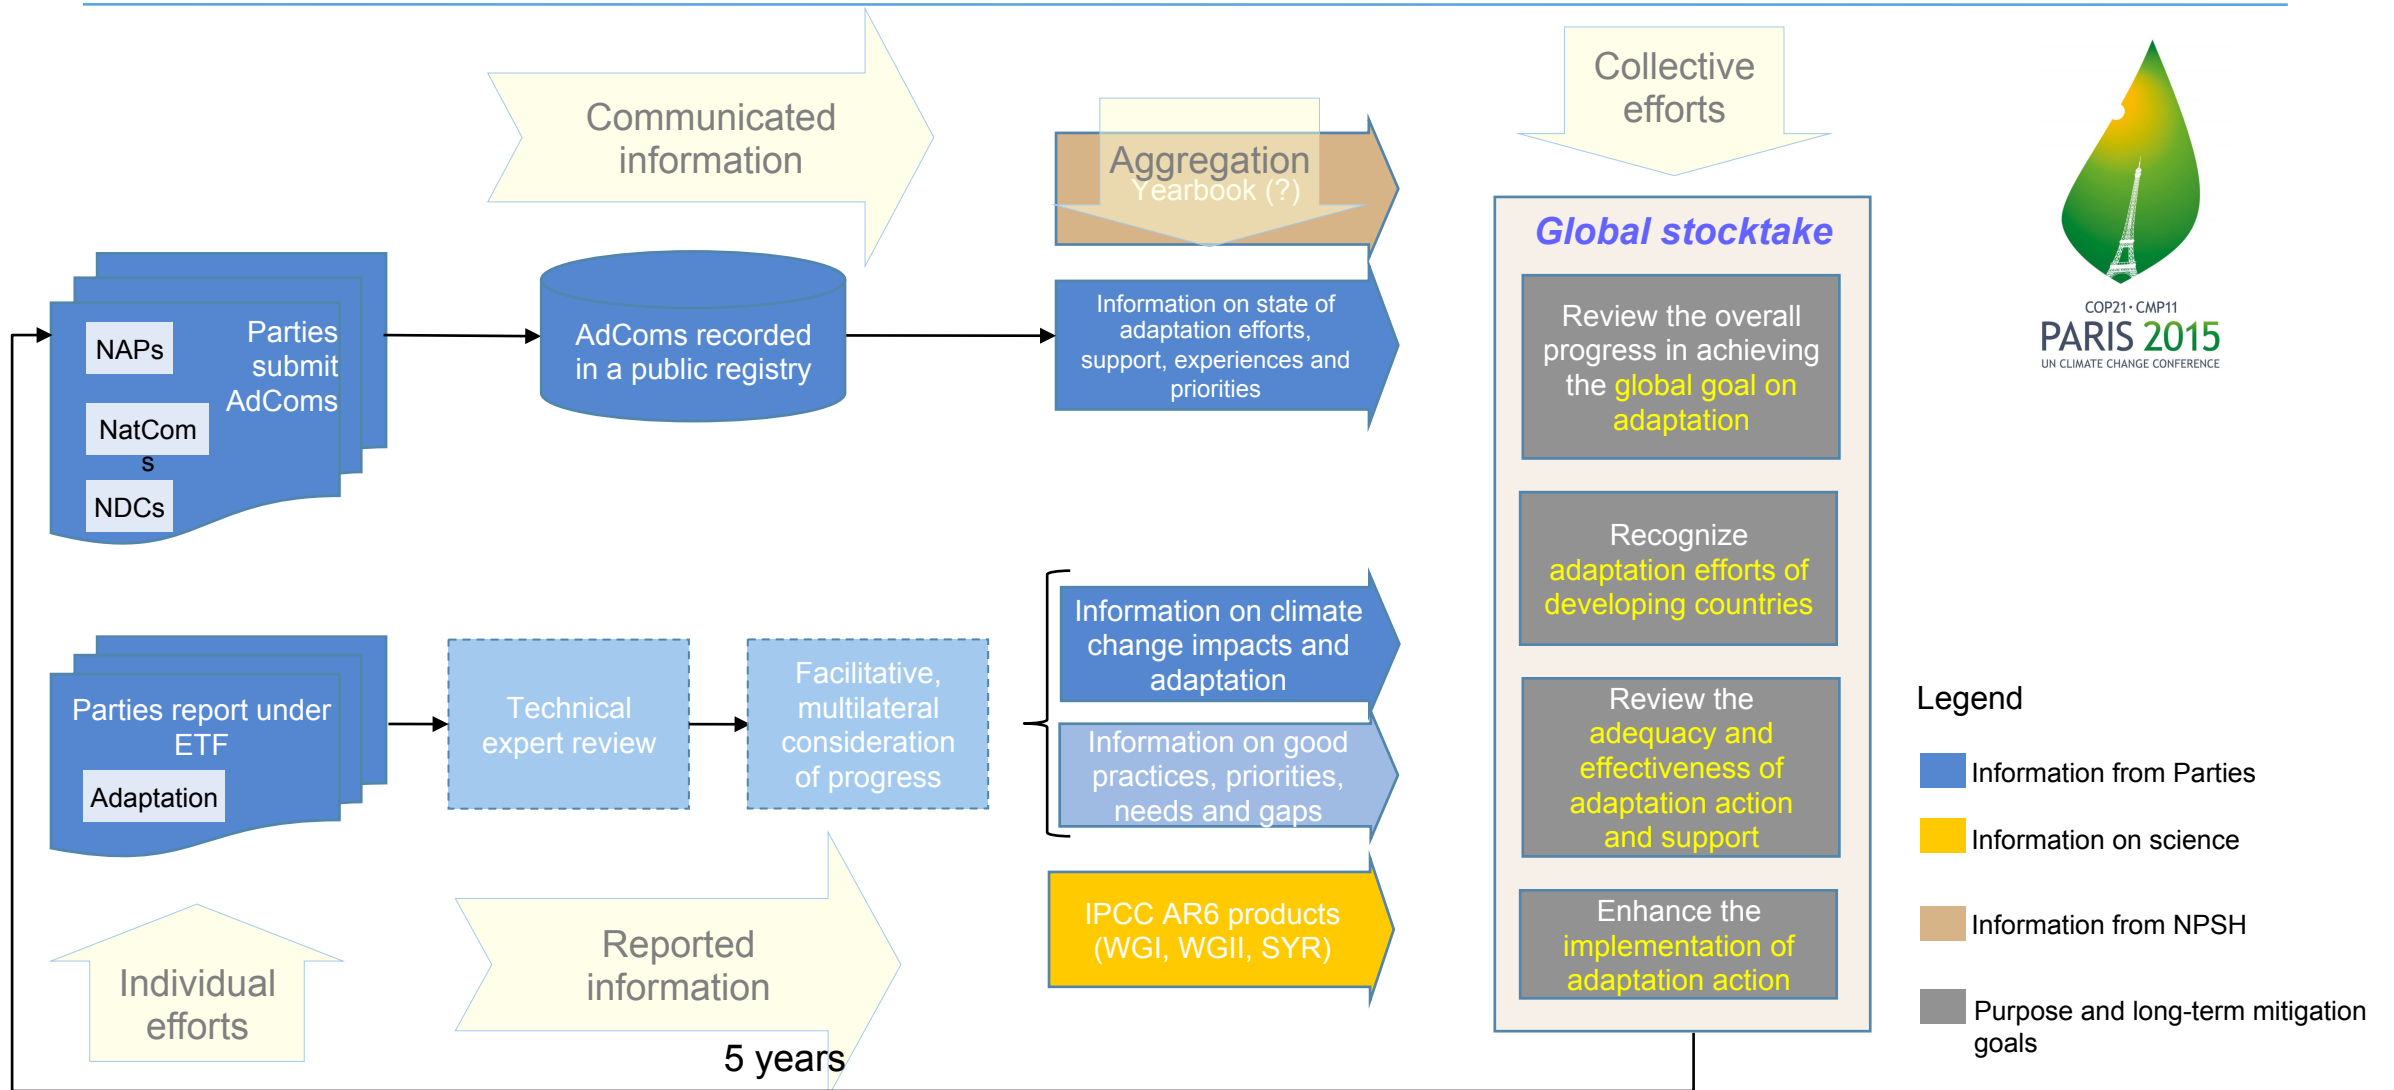 Communicated
information
Collective
efforts
Aggregation
Yearbook (?)
Global stocktake
NAPs
Parties
submit
AdComs
NatCom
s
NDCs
AdComs recorded
in a public registry
Information on state of
adaptation efforts,
support, experiences and
priorities
Review the overall
progress in achieving
the global goal on
adaptation
COP21·CMP11
PARIS 2015
UN CLIMATE CHANGE CONFERENCE
Recognize
adaptation efforts of
developing countries
Parties report under
ETF
Adaptation
Technical
expert review
Facilitative,
multilateral
consideration
of progress
Information on climate
change impacts and
adaptation
Information on good
practices, priorities,
needs and gaps
Review the
adequacy and
effectiveness of
adaptation action
and support
IPCC AR6 products
(WGI, WGII, SYR)
Enhance the
implementation of
adaptation action
Individual
efforts
Reported
information
5 years
Legend
Information from Parties
Information on science
Information from NPSH
Purpose and long-term mitigation
goals